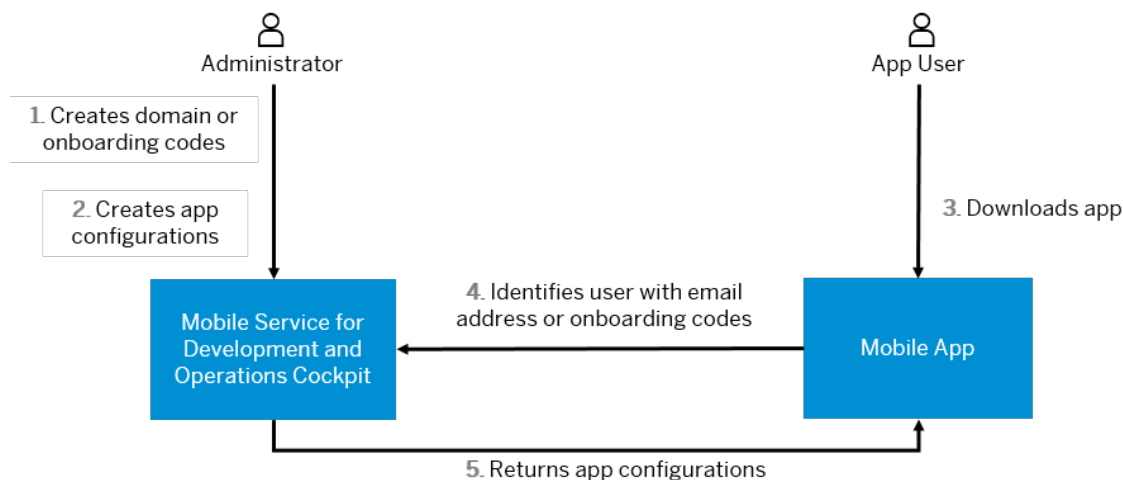 Administrator
App User
1. Creates domain or
onboarding codes
2. Creates app
configurations
3. Downloads app
4. Identifies user with email
address or onboarding codes
Mobile Service for
Development and
Operations Cockpit
Mobile App
5. Returns app configurations